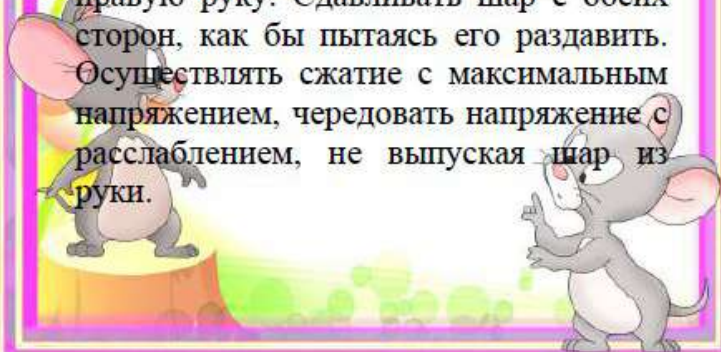 правую руку. Сдавливать шар с обеих
сторон, как бы пытаясь его раздавить.
Осуществлять сжатие с максимальным
напряжением, чередовать напряжение с
расслаблением, не выпуская шар из
руки.